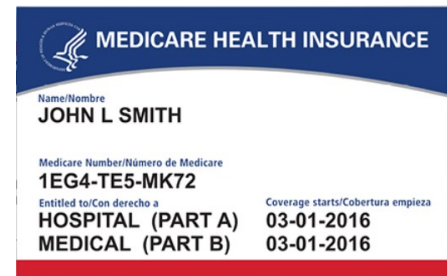 MEDICARE HEALTH INSURANCE
Name/Nombre
JOHN L SMITH
Medicare Number/Número de Medicare
1EG4-TE5-MK72
Entitled to/Con derecho a Coverage starts/Cobertura empieza
HOSPITAL (PART A) 03-01-2016
MEDICAL (PART B) 03-01-2016